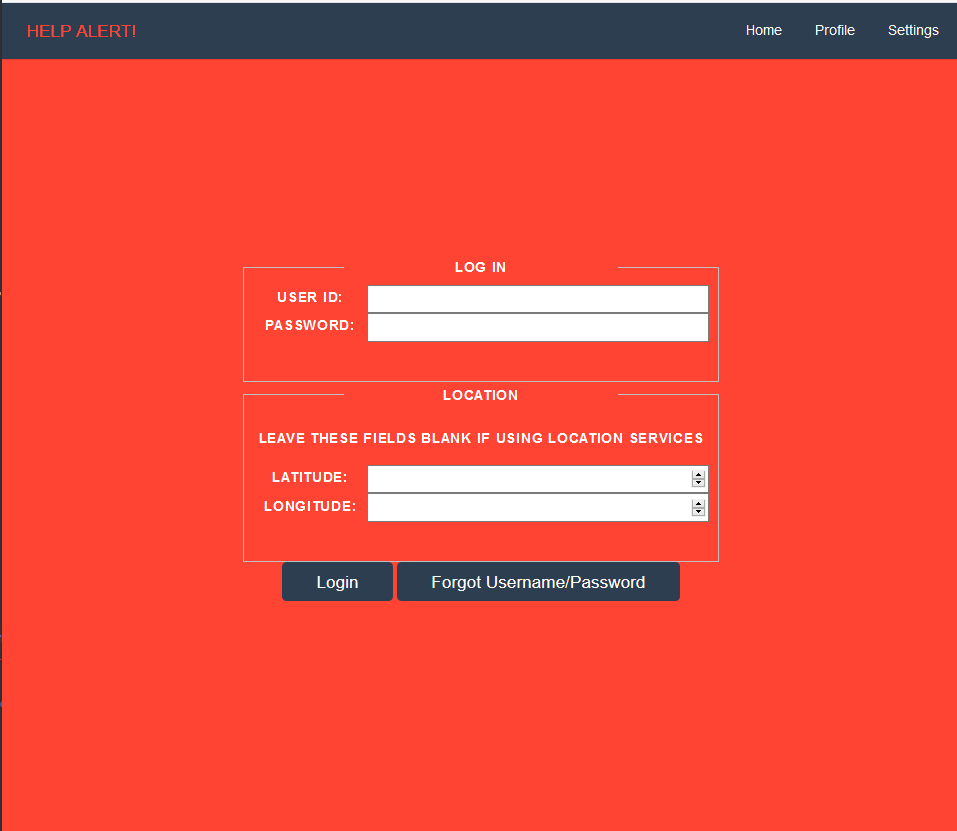 HELP ALERT!
Home Profile Settings
LOG IN
USER ID:
PASSWORD:
LOCATION
LEAVE THESE FIELDS BLANK IF USING LOCATION SERVICES
LATITUDE:
LONGITUDE:
Login Forgot Username/Password